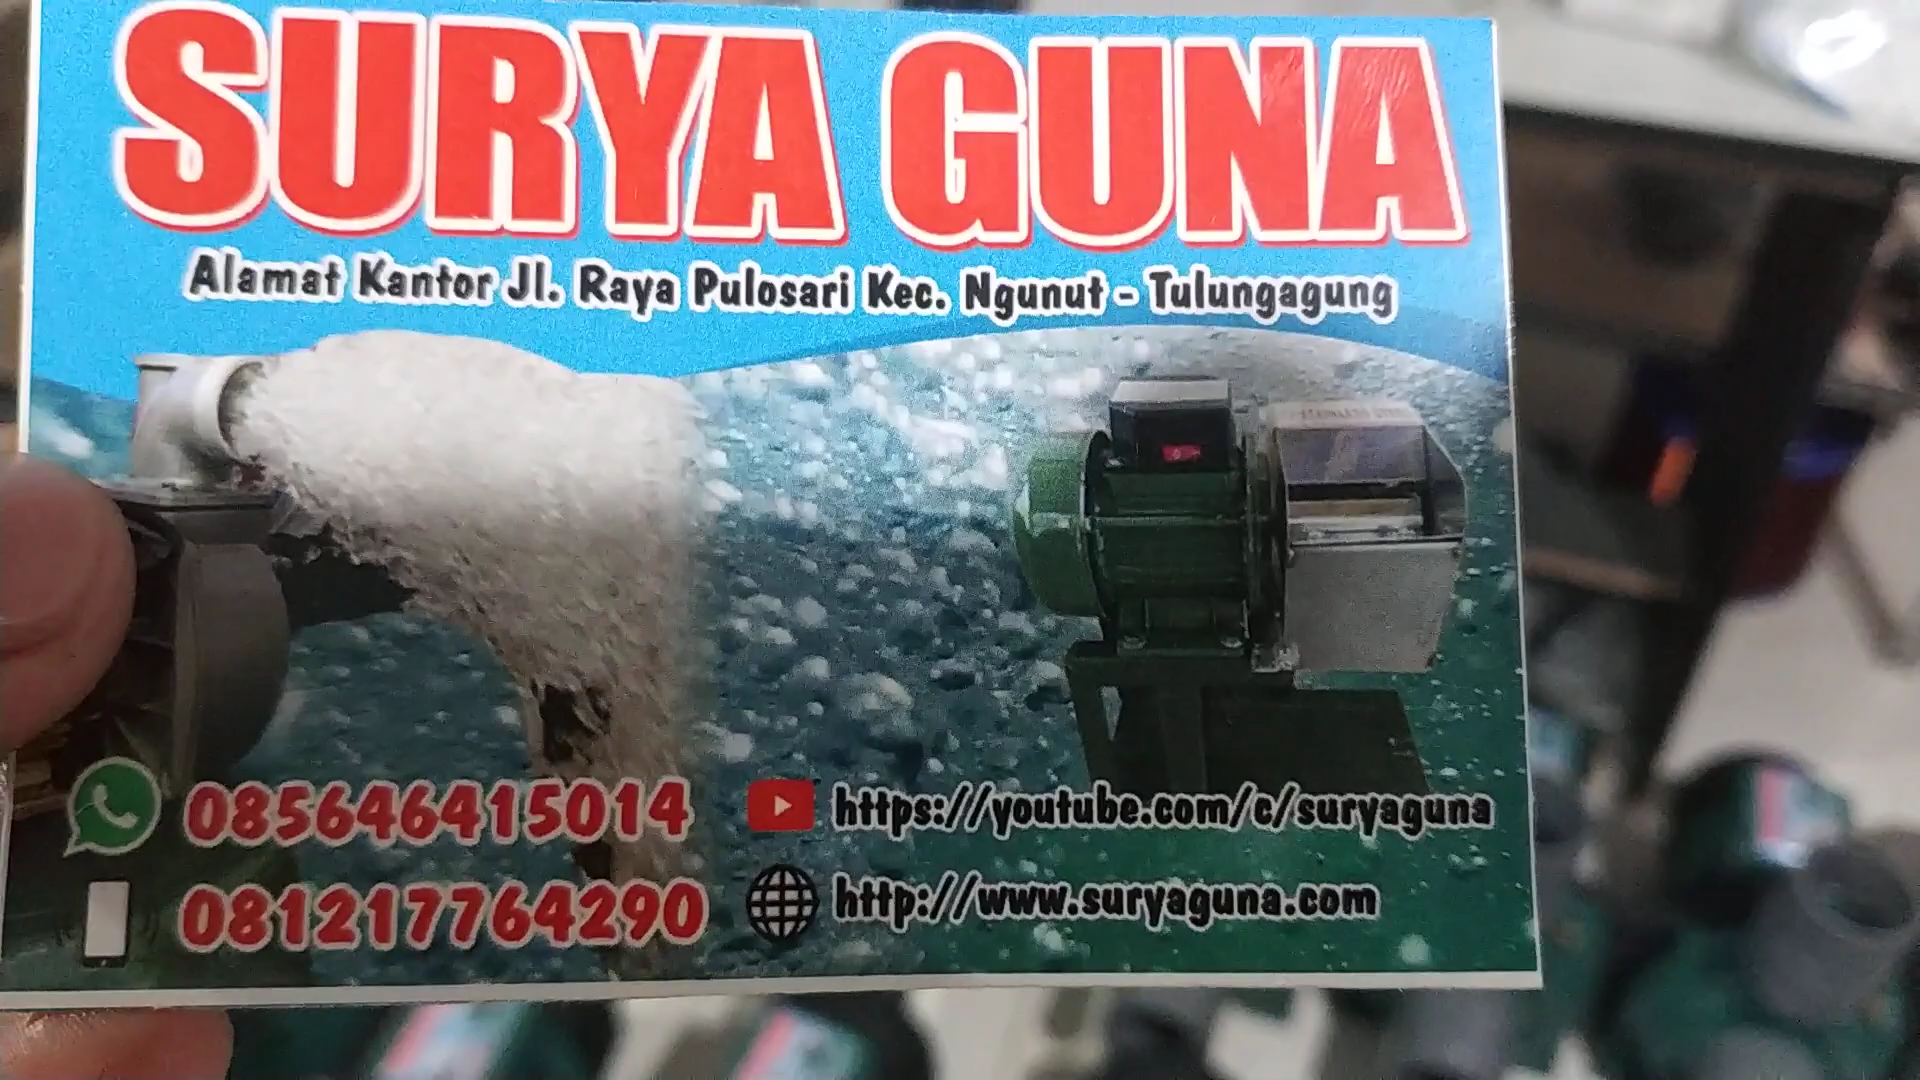 SURYA GUNA
Alamat Kantor Jl. Raya Pulosari Kec. Ngunut - Tulungagung
085646415014
https://youtube.com/c/suryaguna
081217764290
http://www.suryaguna.com